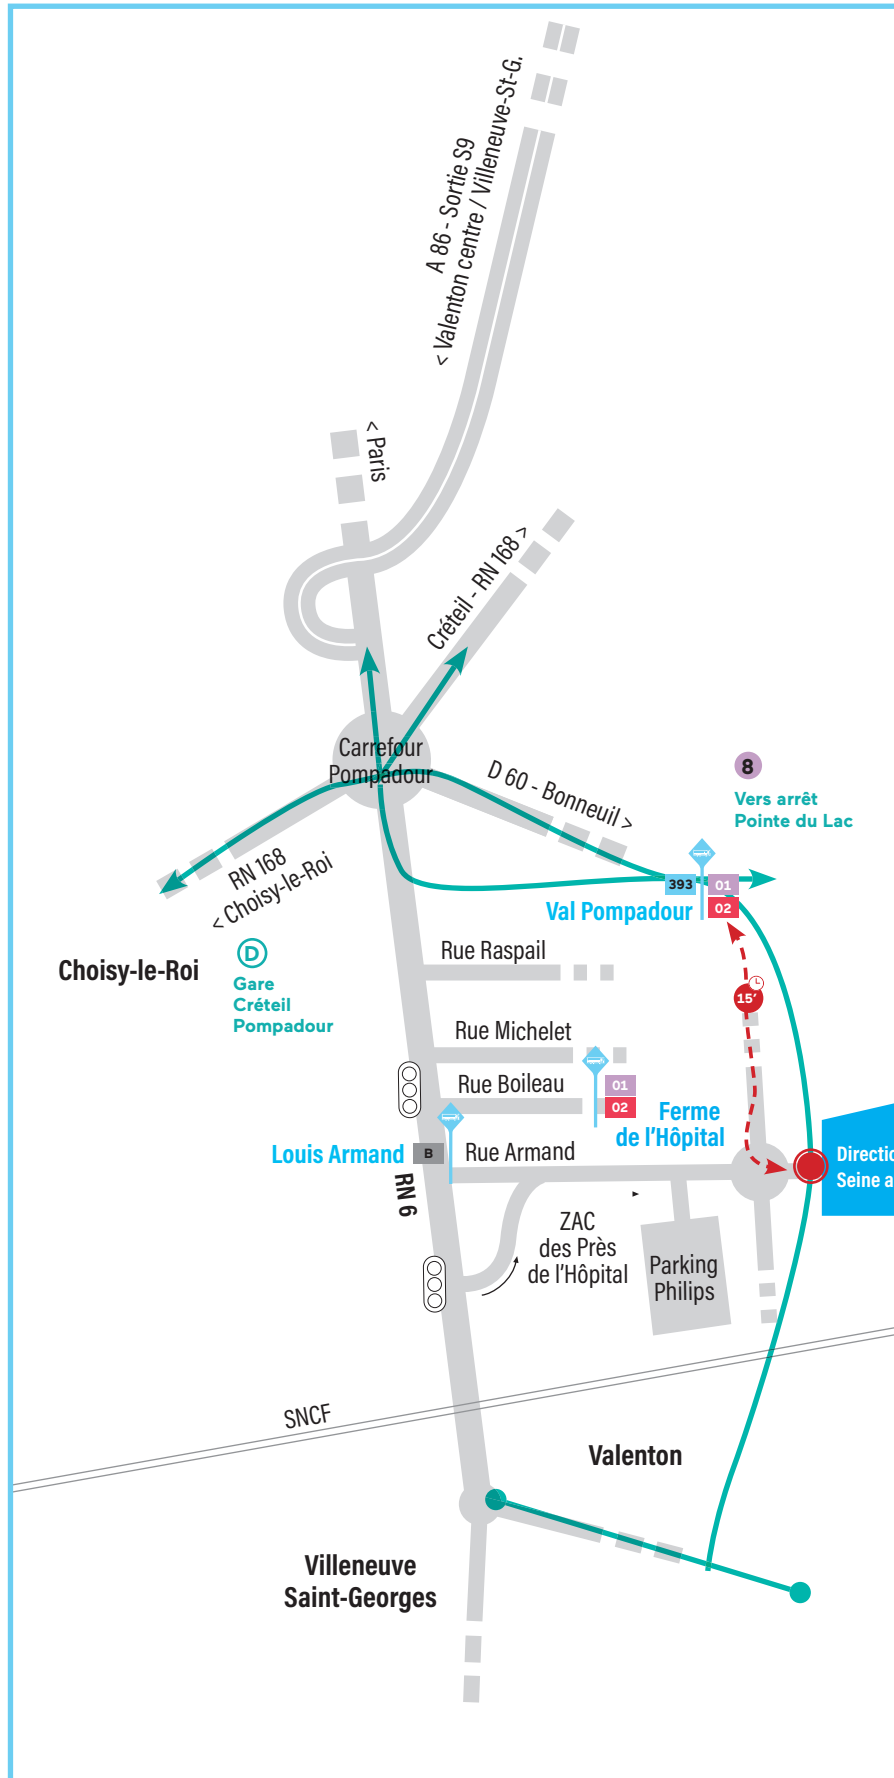 A 86 - Sortie S9
< Valenton centre / Villeneuve-St-G.
< Paris
Créteil - RN 168 >
Carrefour
Pompadour
D 60 - Bonneuil >
8
Vers arrêt
Pointe du Lac
RN 168
< Choisy-le-Roi
393
01
02
Val Pompadour
Choisy-le-Roi
D
Gare
Créteil
Pompadour
Rue Raspail
15’
Rue Michelet
Rue Boileau
01
02
Ferme
de l’Hôpital
Louis Armand
B
Rue Armand
RN 6
Directio
Seine a
ZAC
des Près
de l’Hôpital
Parking
Philips
SNCF
Valenton
Villeneuve
Saint-Georges